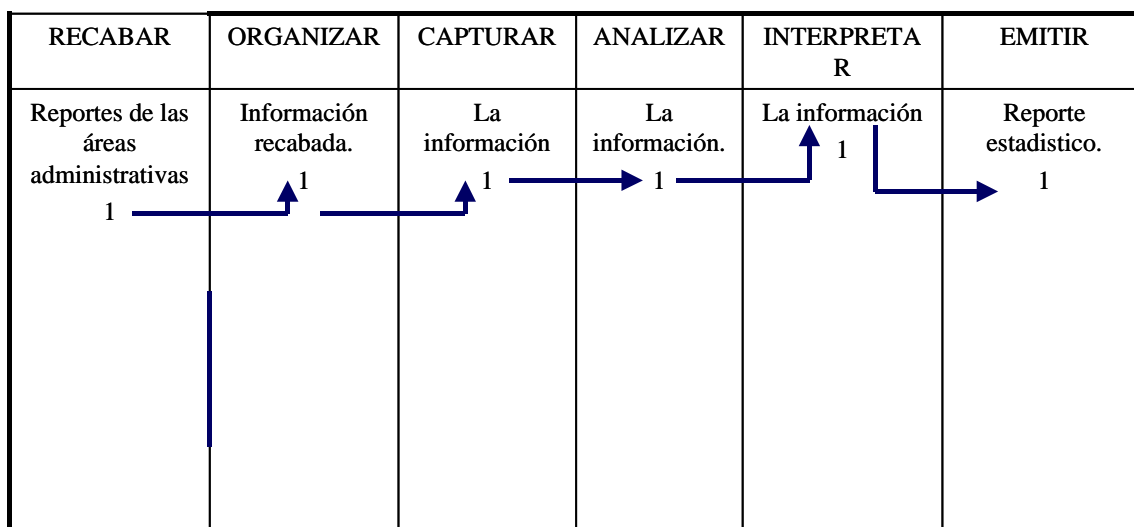 RECABAR
ORGANIZAR
CAPTURAR
ANALIZAR
INTERPRETA
R
EMITIR
Reportes de las
áreas
administrativas
1
Información
recabada.
1
La
información
1
La
información.
1
La información
1
Reporte
estadistico.
1